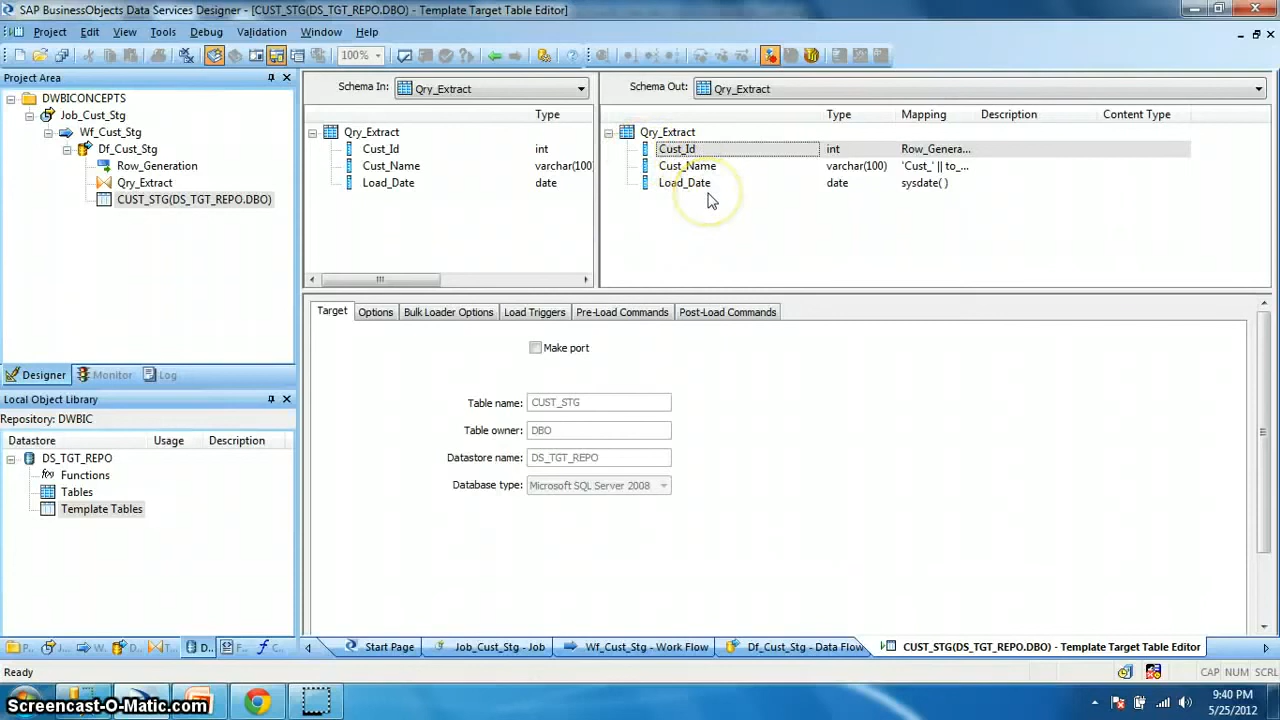 SAP BusinessObjects Data Services Designer - [CUST_STG(DS_TGT_REPO.DBO) - Template Target Table Editor]
Project Edit View Tools Debug Validation Window Help
100%
Project Area
DWBICONCEPTS
Job_Cust_Stg
Wf_Cust_Stg
Df_Cust_Stg
Row_Generation
Qry_Extract
CUST_STG(DS_TGT_REPO.DBO)
Designer Monitor Log
Local Object Library
Repository: DWBIC
Datastore Usage Description
DS_TGT_REPO
Functions
Tables
Template Tables
Schema In: Qry_Extract
Type
Qry_Extract
Cust_Id int
Cust_Name varchar(100)
Load_Date date
Schema Out: Qry_Extract
Type Mapping Description Content Type
Qry_Extract
Cust_Id int Row_Genera...
Cust_Name varchar(100) 'Cust_' || to_...
Load_Date date sysdate( )
Target Options Bulk Loader Options Load Triggers Pre-Load Commands Post-Load Commands
Make port
Table name: CUST_STG
Table owner: DBO
Datastore name: DS_TGT_REPO
Database type: Microsoft SQL Server 2008
P.. J.. W.. D.. T.. D.. F.. C..
Start Page Job_Cust_Stg - Job Wf_Cust_Stg - Work Flow Df_Cust_Stg - Data Flow CUST_STG(DS_TGT_REPO.DBO) - Template Target Table Editor
Ready
CAP NUM SCRL
Screencast-O-Matic.com
9:40 PM
5/25/2012